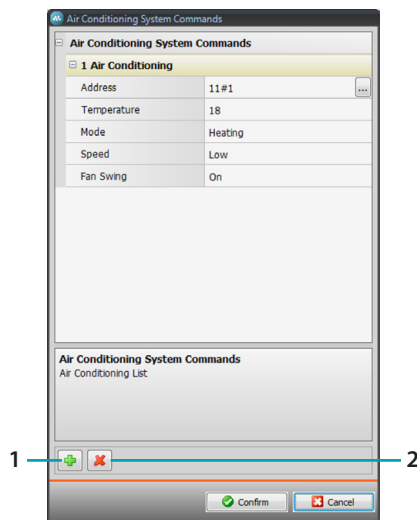 Air Conditioning System Commands
Air Conditioning System Commands
1 Air Conditioning
Address 11#1 ...
Temperature 18
Mode Heating
Speed Low
Fan Swing On
Air Conditioning System Commands
Air Conditioning List
1 2
Confirm Cancel